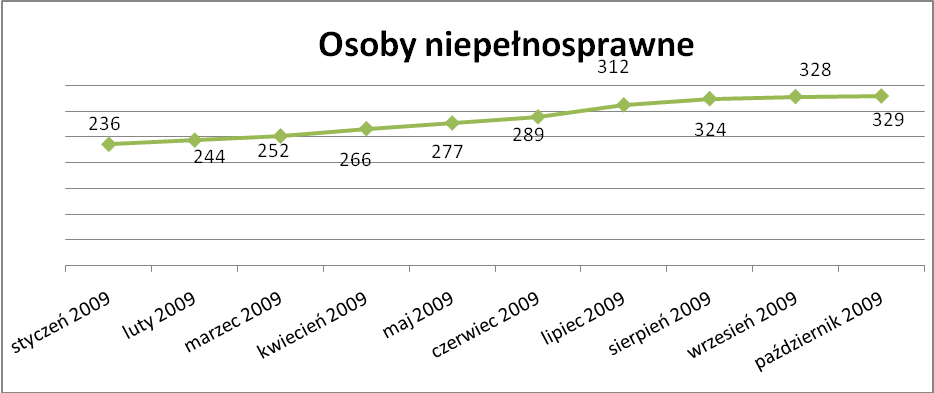 Osoby niepełnosprawne
236
244
252
266
277
289
312
324
328
329
styczeń 2009
luty 2009
marzec 2009
kwiecień 2009
maj 2009
czerwiec 2009
lipiec 2009
sierpień 2009
wrzesień 2009
październik 2009